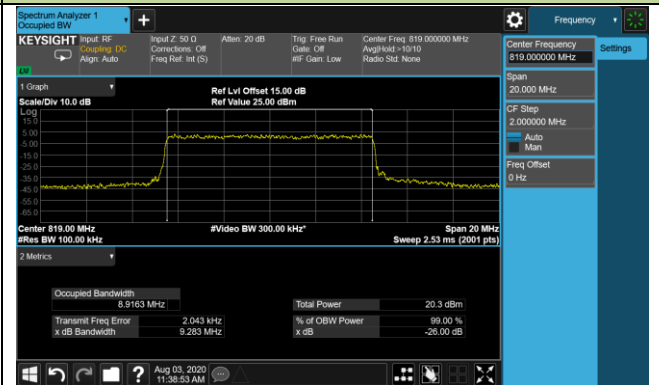 Spectrum Analyzer 1
Occupied BW
Frequency
KEYSIGHT
Input: RF
Coupling: DC
Align: Auto
Input Z: 50 Ω
Corrections: Off
Freq Ref: Int (S)
Atten: 20 dB
Trig: Free Run
Gate: Off
#IF Gain: Low
Center Freq: 819.000000 MHz
Avg|Hold:>10/10
Radio Std: None
Center Frequency
819.000000 MHz
Settings
Span
20.000 MHz
CF Step
2.000000 MHz
Auto
Man
Freq Offset
0 Hz
1 Graph
Scale/Div 10.0 dB
Ref Lvl Offset 15.00 dB
Ref Value 25.00 dBm
Log
15.0
5.00
-5.00
-15.0
-25.0
-35.0
-45.0
-55.0
-65.0
Center 819.00 MHz
#Res BW 100.00 kHz
#Video BW 300.00 kHz*
Span 20 MHz
Sweep 2.53 ms (2001 pts)
2 Metrics
Occupied Bandwidth
8.9163 MHz
Total Power 20.3 dBm
Transmit Freq Error 2.043 kHz
% of OBW Power 99.00 %
x dB Bandwidth 9.283 MHz
x dB -26.00 dB
?
Aug 03, 2020
11:38:53 AM